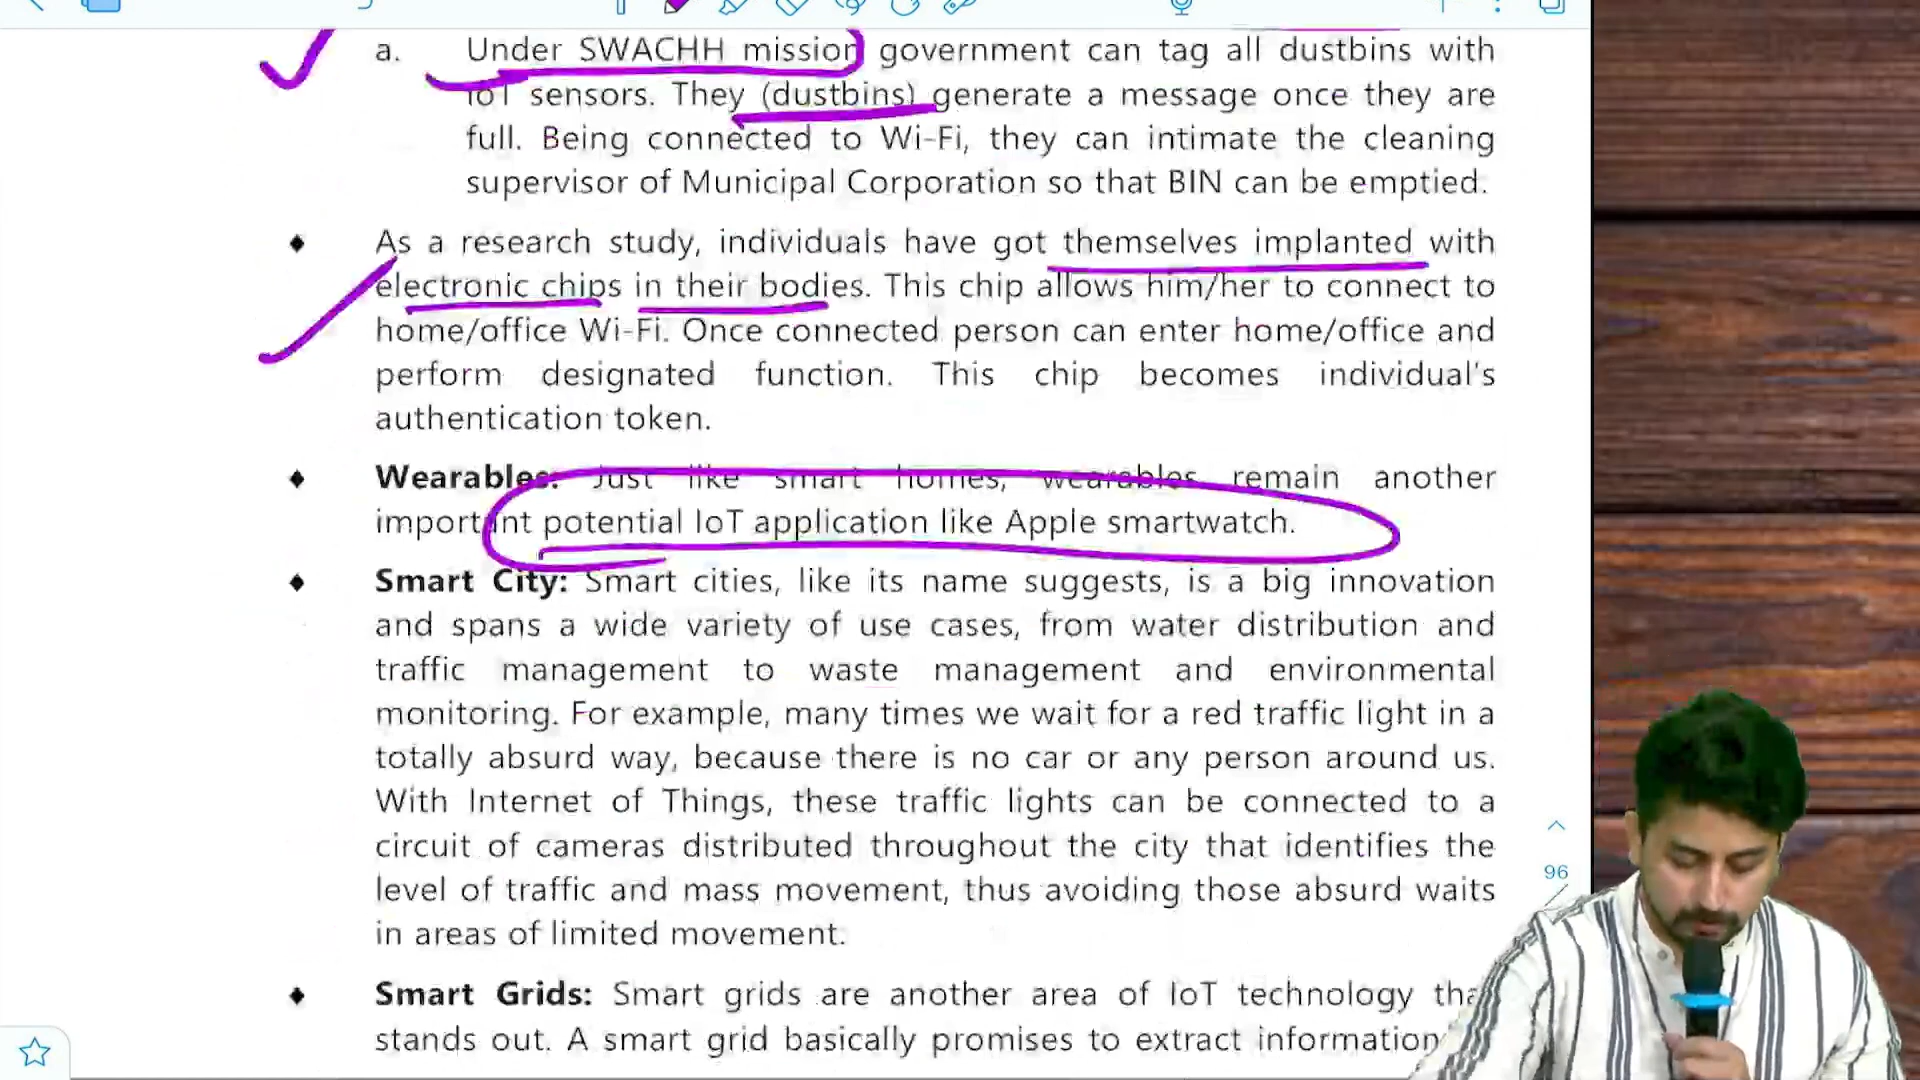 a. Under SWACHH mission government can tag all dustbins with
IoT sensors. They (dustbins) generate a message once they are
full. Being connected to Wi-Fi, they can intimate the cleaning
supervisor of Municipal Corporation so that BIN can be emptied.
♦ As a research study, individuals have got themselves implanted with
electronic chips in their bodies. This chip allows him/her to connect to
home/office Wi-Fi. Once connected person can enter home/office and
perform designated function. This chip becomes individual's
authentication token.
♦ Wearables: Just like smart homes, wearables remain another
important potential IoT application like Apple smartwatch.
♦ Smart City: Smart cities, like its name suggests, is a big innovation
and spans a wide variety of use cases, from water distribution and
traffic management to waste management and environmental
monitoring. For example, many times we wait for a red traffic light in a
totally absurd way, because there is no car or any person around us.
With Internet of Things, these traffic lights can be connected to a
circuit of cameras distributed throughout the city that identifies the
level of traffic and mass movement, thus avoiding those absurd waits
in areas of limited movement.
96
♦ Smart Grids: Smart grids are another area of IoT technology
stands out. A smart grid basically promises to extract information